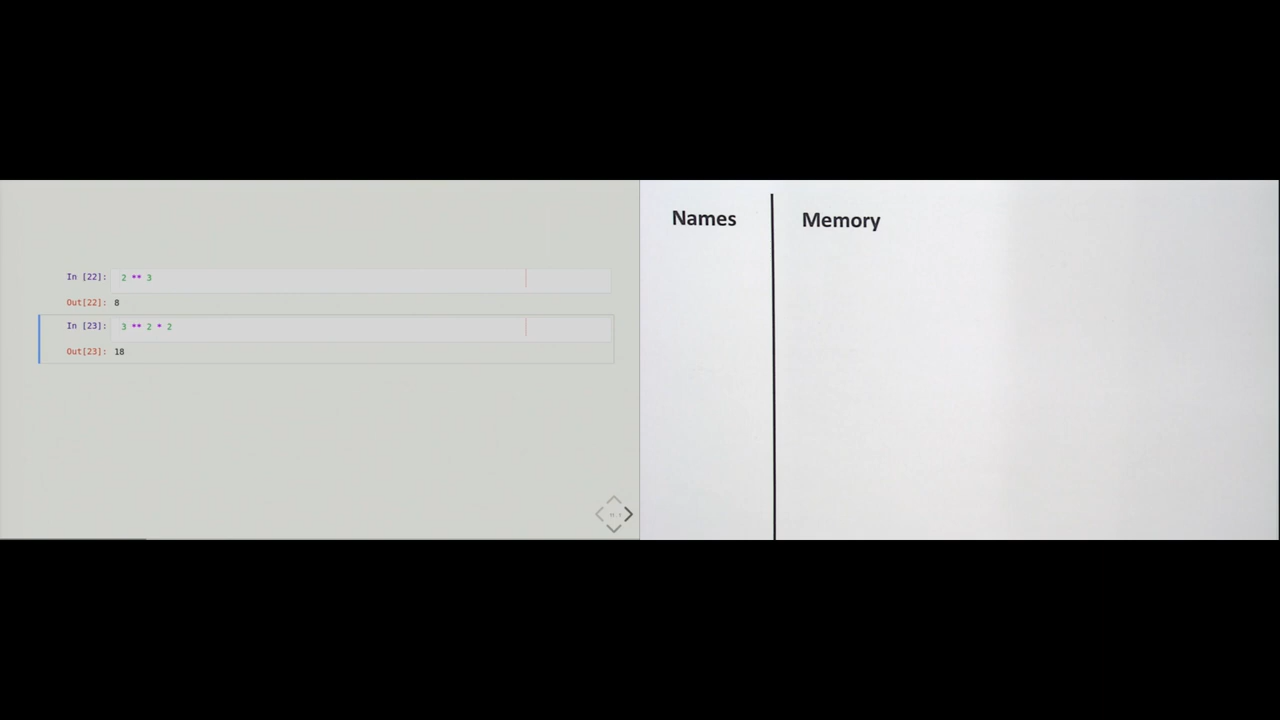 In [22]: 2 ** 3
Out[22]: 8
In [23]: 3 ** 2 * 2
Out[23]: 18
Names
Memory